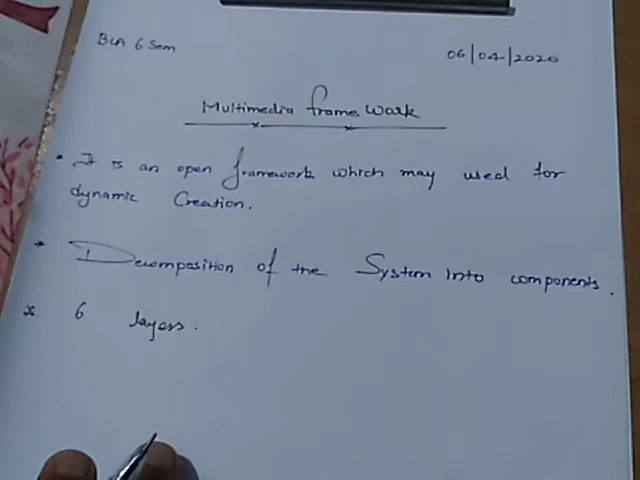 BCA 6 Sem
06/04/2020
Multimedia frame Work
• It is an open framework which may used for
dynamic Creation.
* Decomposition of the System into components.
x 6 layers.